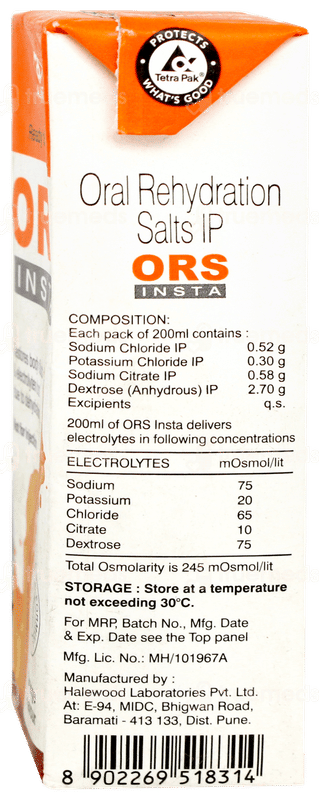 PROTECTS
Tetra Pak®
WHAT'S GOOD
Oral Rehydration
Salts IP
ORS
INSTA
COMPOSITION:
Each pack of 200ml contains :
Sodium Chloride IP 0.52 g
Potassium Chloride IP 0.30 g
Sodium Citrate IP 0.58 g
Dextrose (Anhydrous) IP 2.70 g
Excipients q.s.
200ml of ORS Insta delivers
electrolytes in following concentrations
ELECTROLYTES mOsmol/lit
Sodium 75
Potassium 20
Chloride 65
Citrate 10
Dextrose 75
Total Osmolarity is 245 mOsmol/lit
STORAGE : Store at a temperature
not exceeding 30°C.
For MRP, Batch No., Mfg. Date
& Exp. Date see the Top panel
Mfg. Lic. No.: MH/101967A
Manufactured by :
Halewood Laboratories Pvt. Ltd.
At: E-94, MIDC, Bhigwan Road,
Baramati - 413 133, Dist. Pune.
8 902269 518314
OR
INST